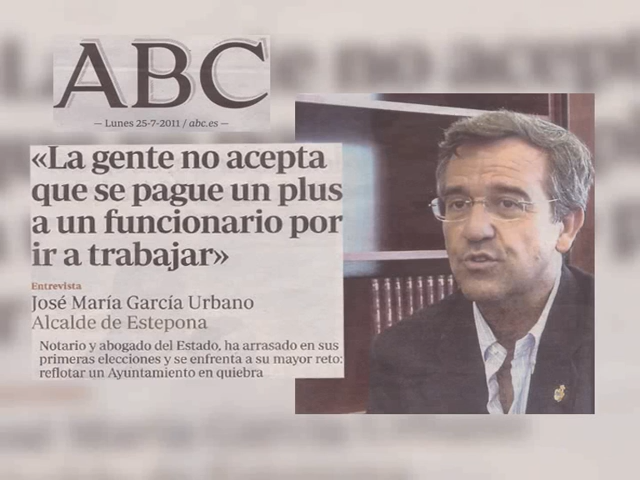 ABC
— Lunes 25-7-2011 / abc.es —
«La gente no acepta
que se pague un plus
a un funcionario por
ir a trabajar»
Entrevista
José María García Urbano
Alcalde de Estepona
Notario y abogado del Estado, ha arrasado en sus
primeras elecciones y se enfrenta a su mayor reto:
reflotar un Ayuntamiento en quiebra